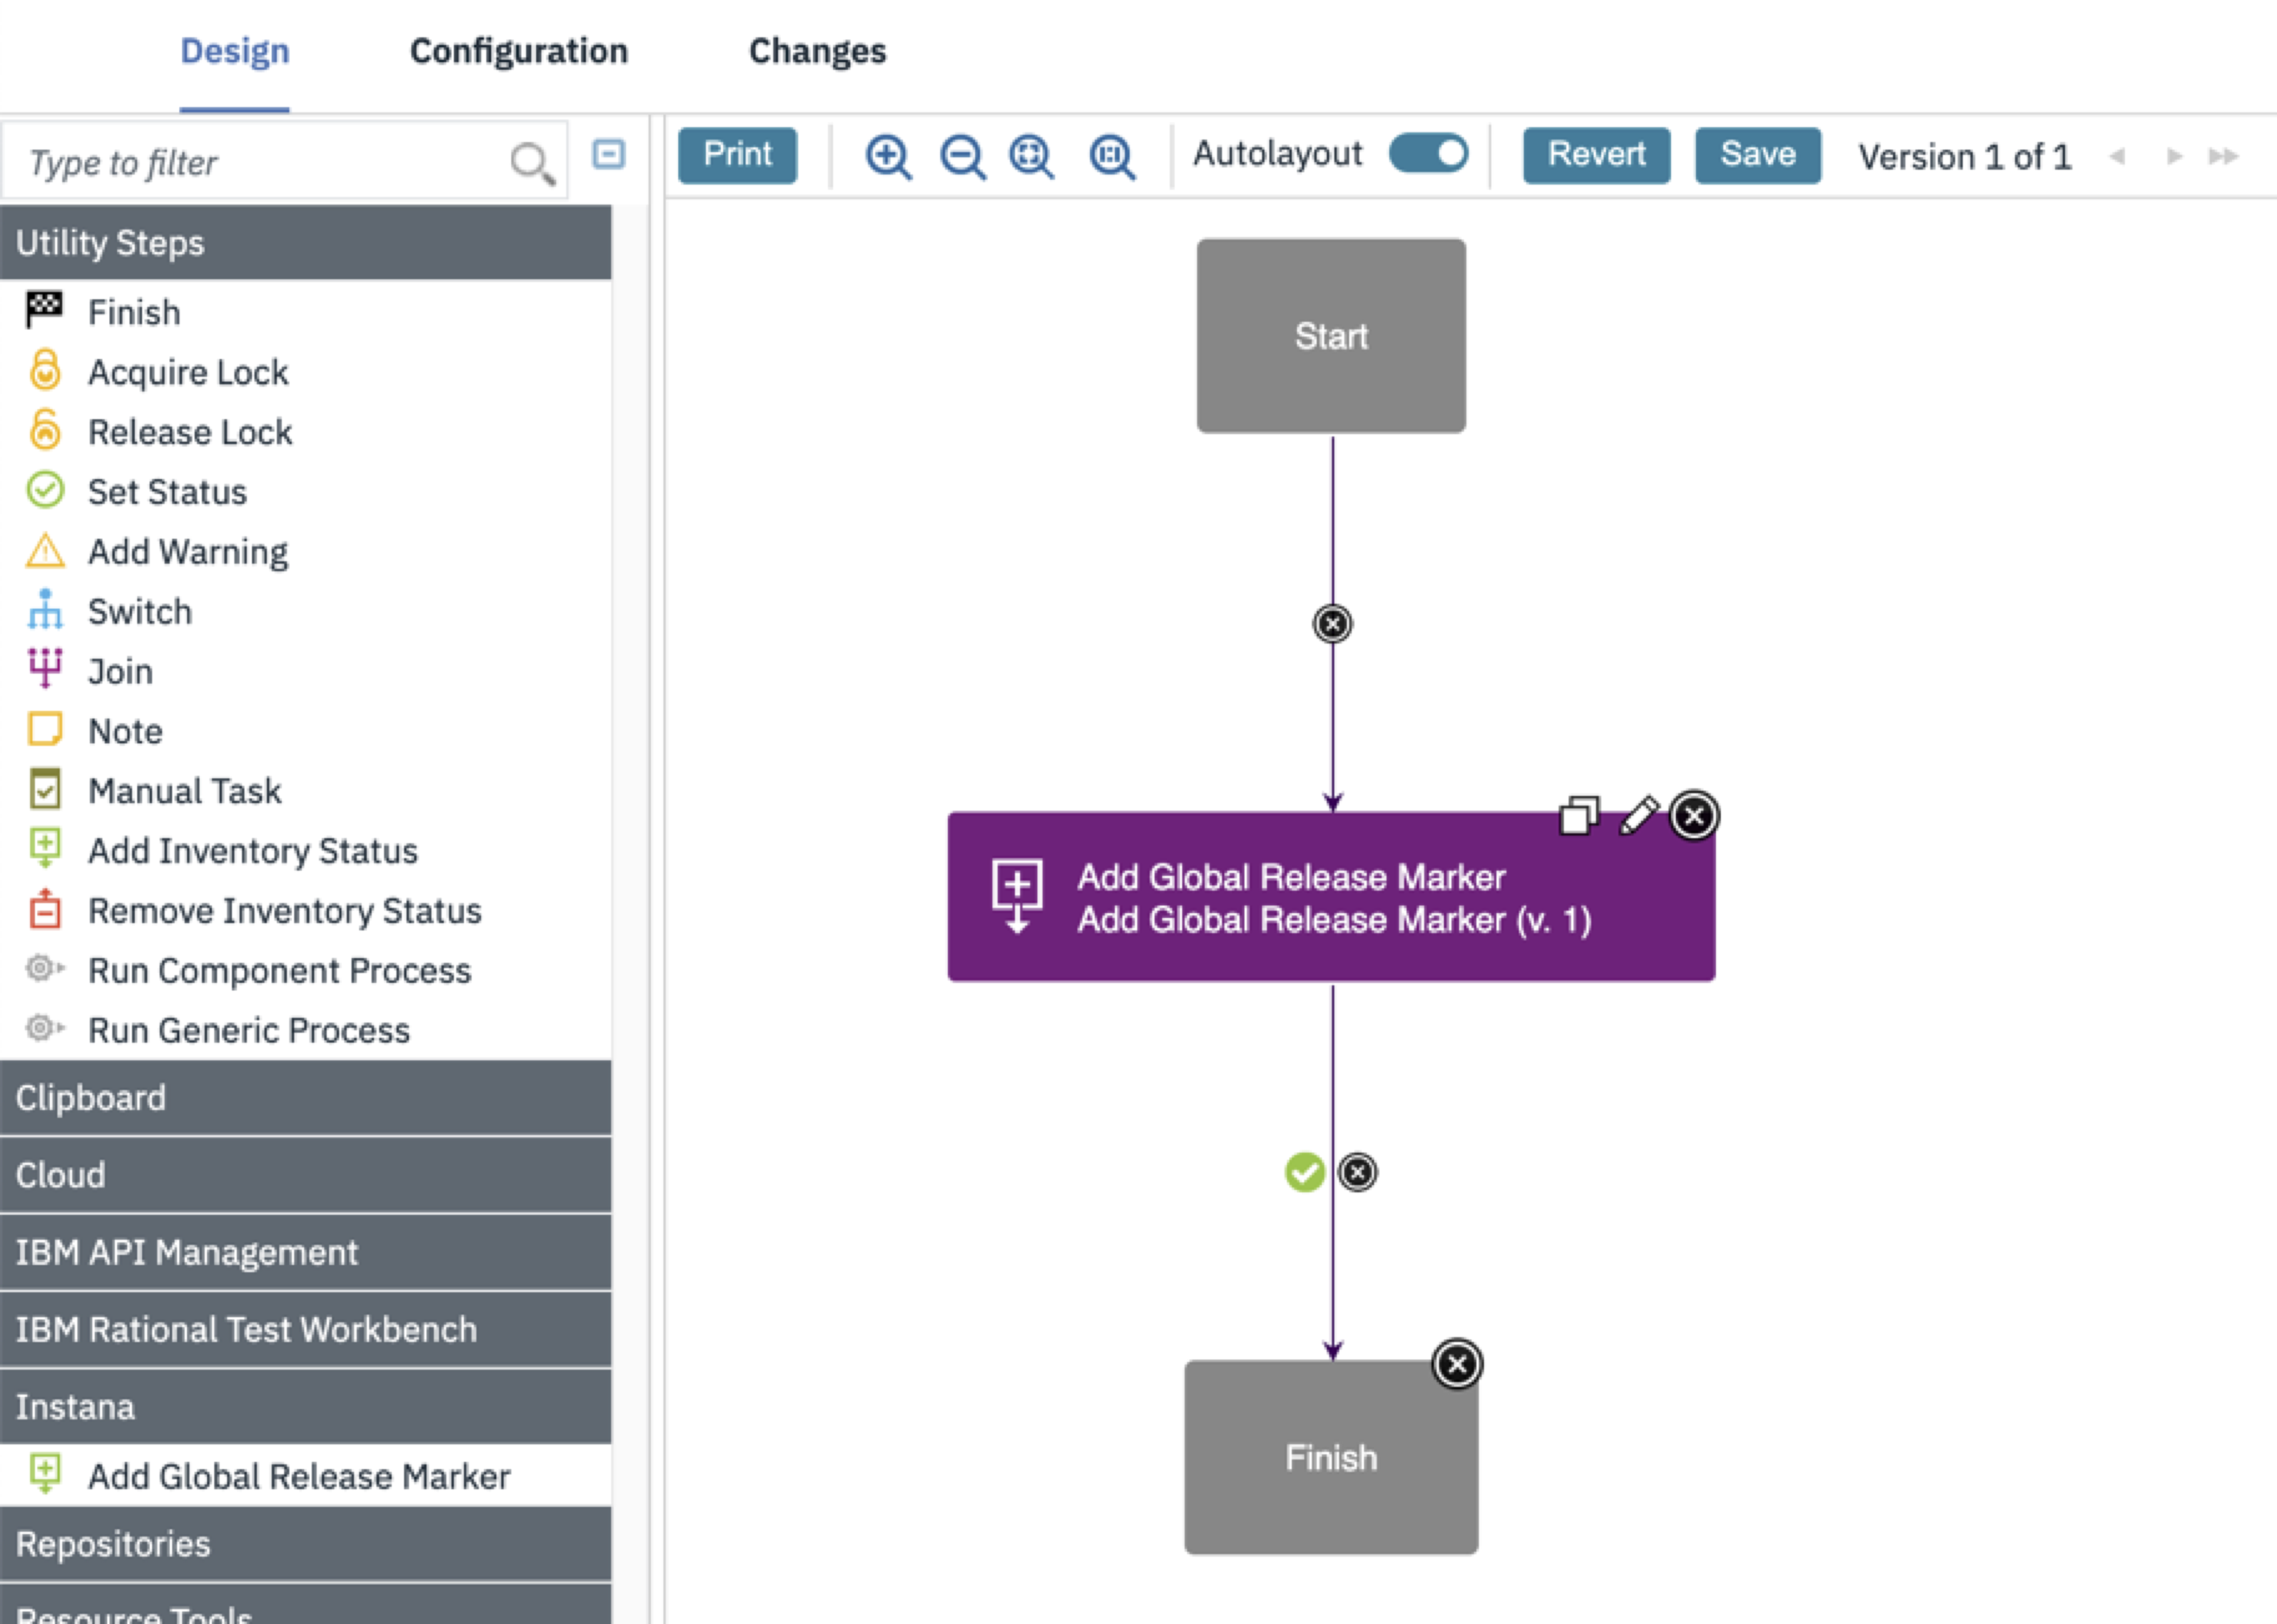 Design Configuration Changes
Type to filter
Print Autolayout Revert Save Version 1 of 1
Utility Steps
Finish
Acquire Lock
Release Lock
Set Status
Add Warning
Switch
Join
Note
Manual Task
Add Inventory Status
Remove Inventory Status
Run Component Process
Run Generic Process
Clipboard
Cloud
IBM API Management
IBM Rational Test Workbench
Instana
Add Global Release Marker
Repositories
Resource Tools
Start
Add Global Release Marker
Add Global Release Marker (v. 1)
Finish